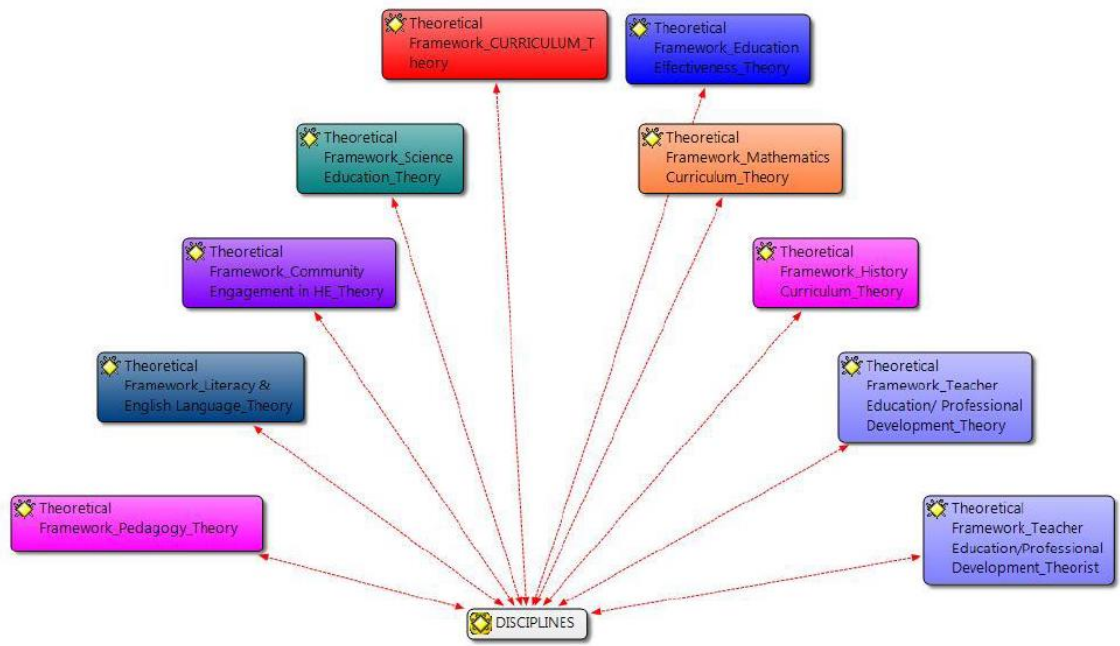 Theoretical
Framework_CURRICULUM_T
heory
Theoretical
Framework_Education
Effectiveness_Theory
Theoretical
Framework_Science
Education_Theory
Theoretical
Framework_Mathematics
Curriculum_Theory
Theoretical
Framework_Community
Engagement in HE_Theory
Theoretical
Framework_History
Curriculum_Theory
Theoretical
Framework_Literacy &
English Language_Theory
Theoretical
Framework_Teacher
Education/ Professional
Development_Theory
Theoretical
Framework_Pedagogy_Theory
Theoretical
Framework_Teacher
Education/Professional
Development_Theorist
DISCIPLINES